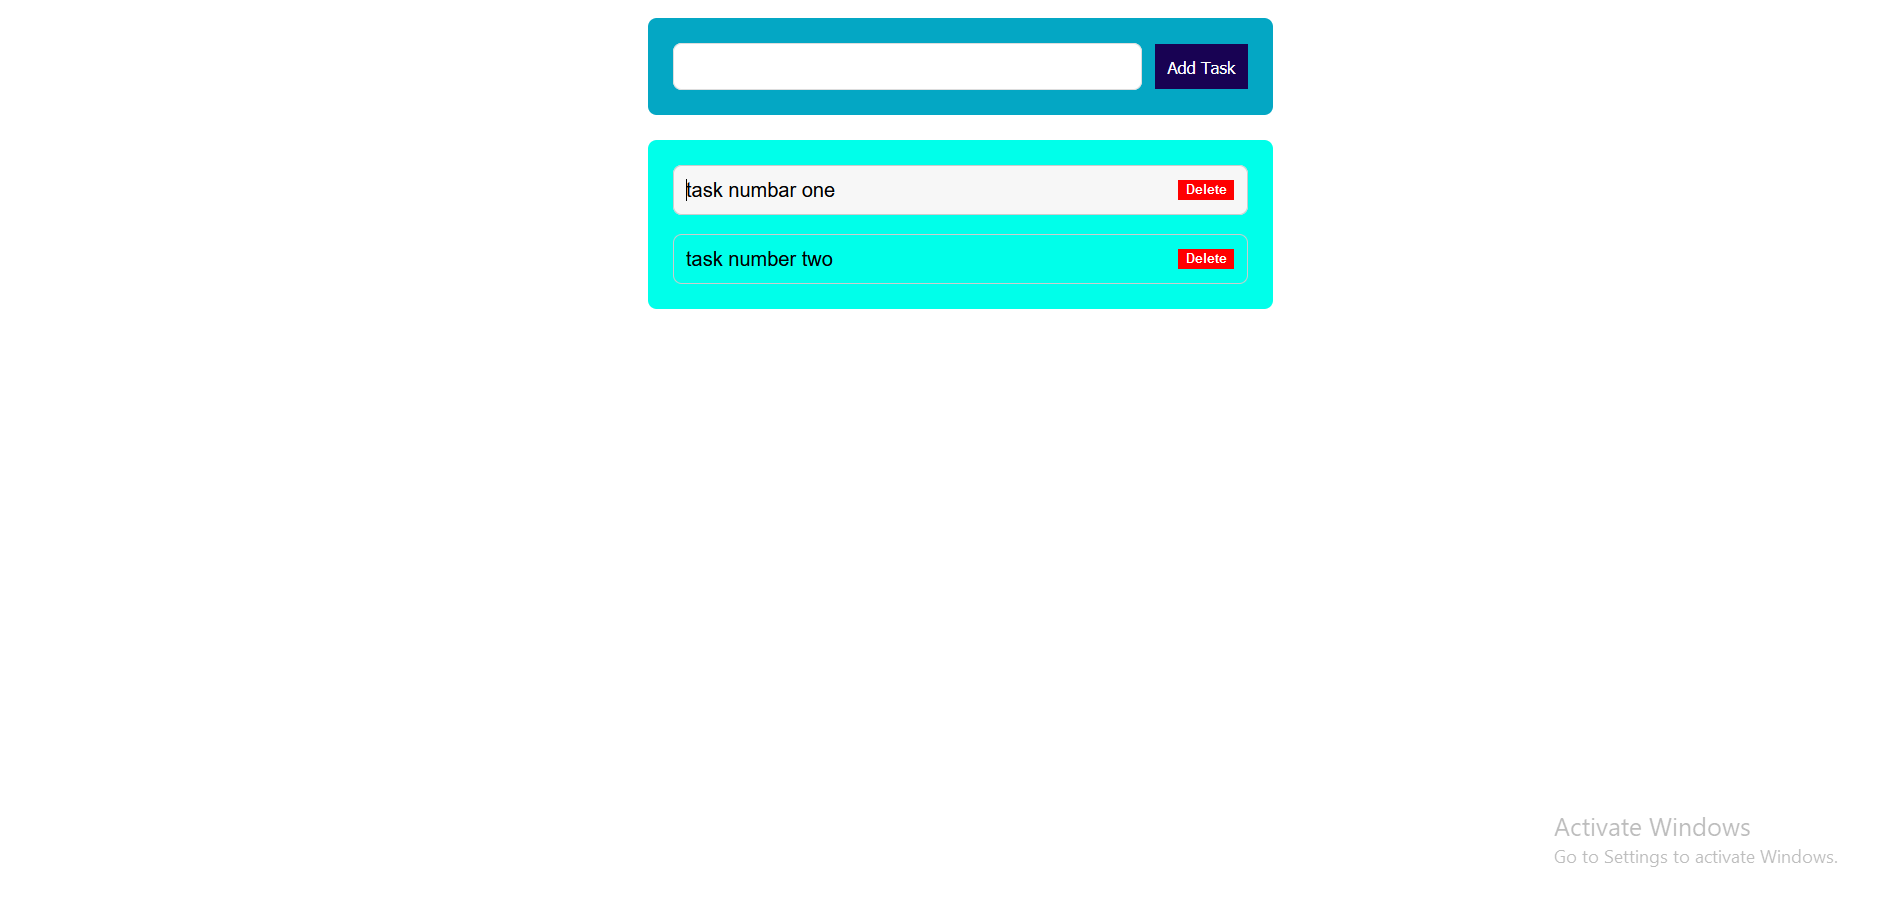 Add Task
task numbar one
Delete
task number two
Delete
Activate Windows
Go to Settings to activate Windows.